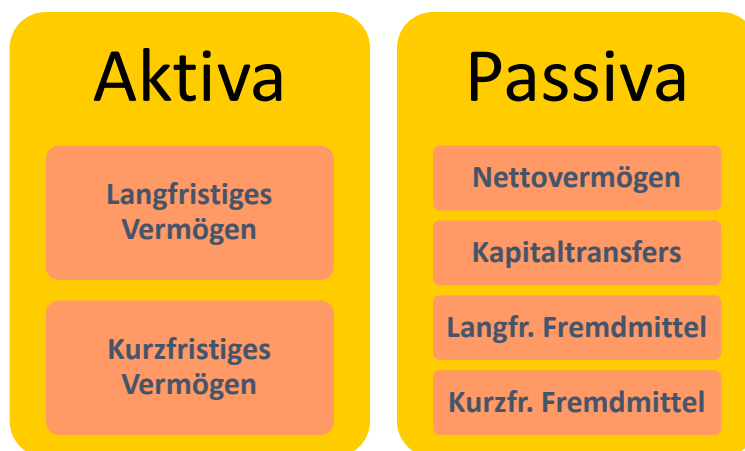 Aktiva
Langfristiges
Vermögen
Kurzfristiges
Vermögen
Passiva
Nettovermögen
Kapitaltransfers
Langfr. Fremdmittel
Kurzfr. Fremdmittel